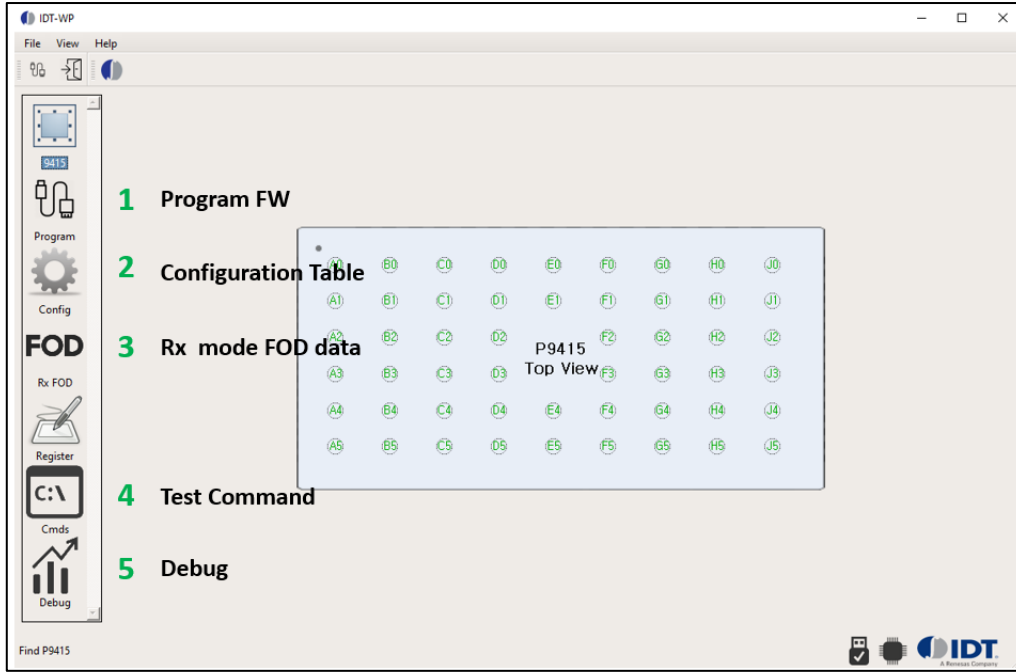 IDT-WP
File View Help
9415
Program
Config
FOD
Rx FOD
Register
C:\
Cmds
Debug
1 Program FW
2 Configuration Table
3 Rx mode FOD data
4 Test Command
5 Debug
A0 B0 C0 D0 E0 F0 G0 H0 J0
A1 B1 C1 D1 E1 F1 G1 H1 J1
A2 B2 C2 D2 F2 G2 H2 J2
P9415
Top View
A3 B3 C3 D3 F3 G3 H3 J3
A4 B4 C4 D4 E4 F4 G4 H4 J4
A5 B5 C5 D5 E5 F5 G5 H5 J5
Find P9415
IDT
A Renesas Company